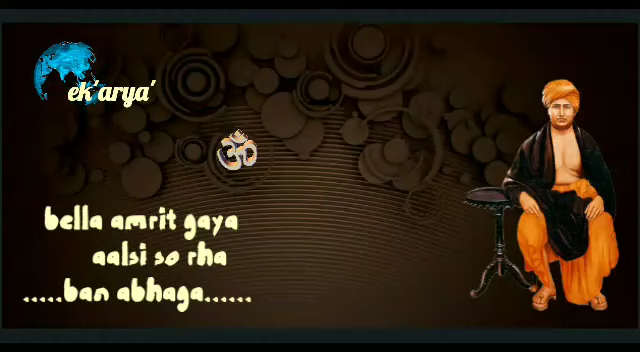 ek'arya'
ॐ
bella amrit gaya
aalsi so rha
.....ban abhaga......